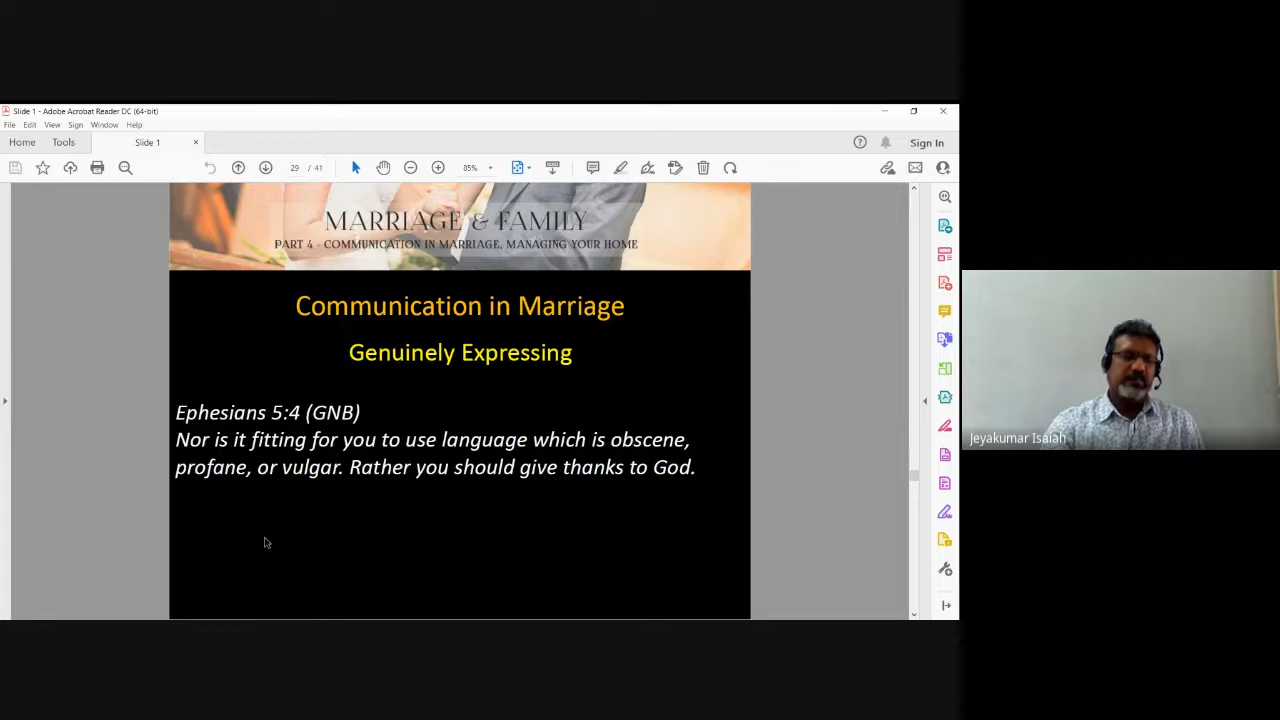 Slide 1 - Adobe Acrobat Reader DC (64-bit)
File Edit View Sign Window Help
Home Tools Slide 1 × Sign In
29 / 41 85%
MARRIAGE & FAMILY
PART 4 - COMMUNICATION IN MARRIAGE, MANAGING YOUR HOME
Communication in Marriage
Genuinely Expressing
Ephesians 5:4 (GNB)
Nor is it fitting for you to use language which is obscene,
profane, or vulgar. Rather you should give thanks to God.
Jeyakumar Isaiah